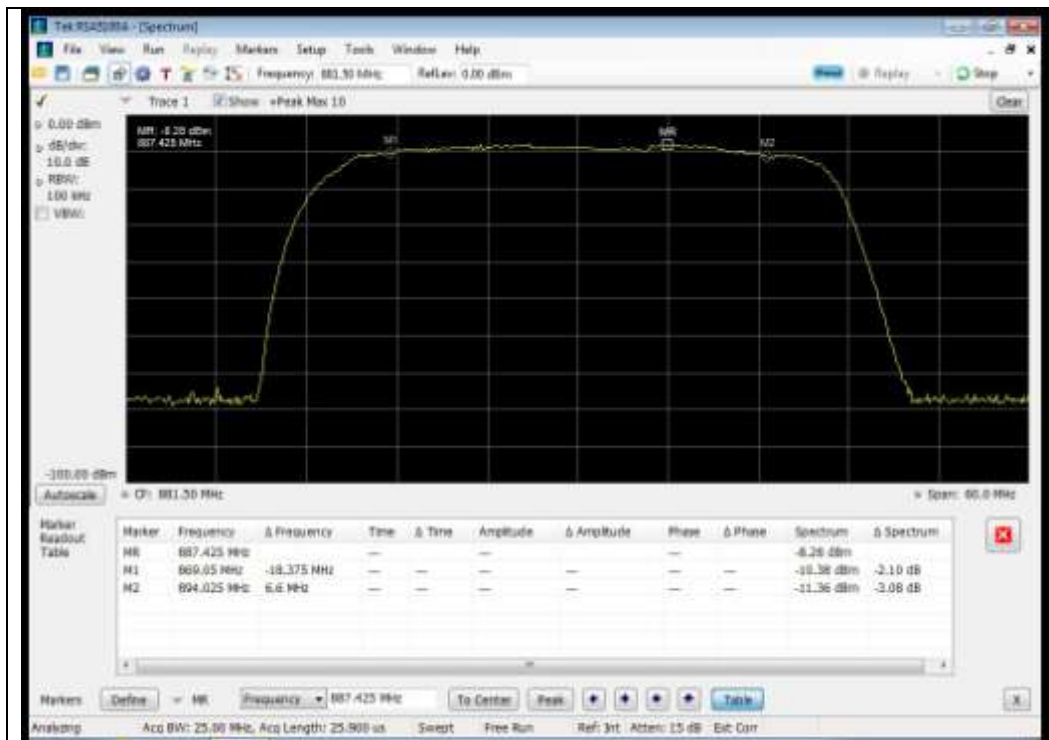 Tek RSA5106A - [Spectrum]
File View Run Replay Markers Setup Tools Window Help
Frequency: 881.50 MHz RefLev: 0.00 dBm Replay Stop
Trace 1 Show +Peak Max 10 Clear
0.00 dBm
dB/div:
10.0 dB
RBW:
100 kHz
VBW:
MR: -8.28 dBm
887.425 MHz
M1 MR M2
-100.00 dBm
Autoscale CF: 881.50 MHz Span: 60.0 MHz
Marker Readout Table
Marker Frequency Δ Frequency Time Δ Time Amplitude Δ Amplitude Phase Δ Phase Spectrum Δ Spectrum
MR 887.425 MHz --- --- --- -8.28 dBm
M1 869.05 MHz -18.375 MHz --- --- --- --- --- --- -10.38 dBm -2.10 dB
M2 894.025 MHz 6.6 MHz --- --- --- --- --- --- -11.36 dBm -3.08 dB
Markers Define MR Frequency 887.425 MHz To Center Peak Table X
Analyzing Acq BW: 25.00 MHz, Acq Length: 25.900 us Swept Free Run Ref: Int Atten: 15 dB Ext Corr